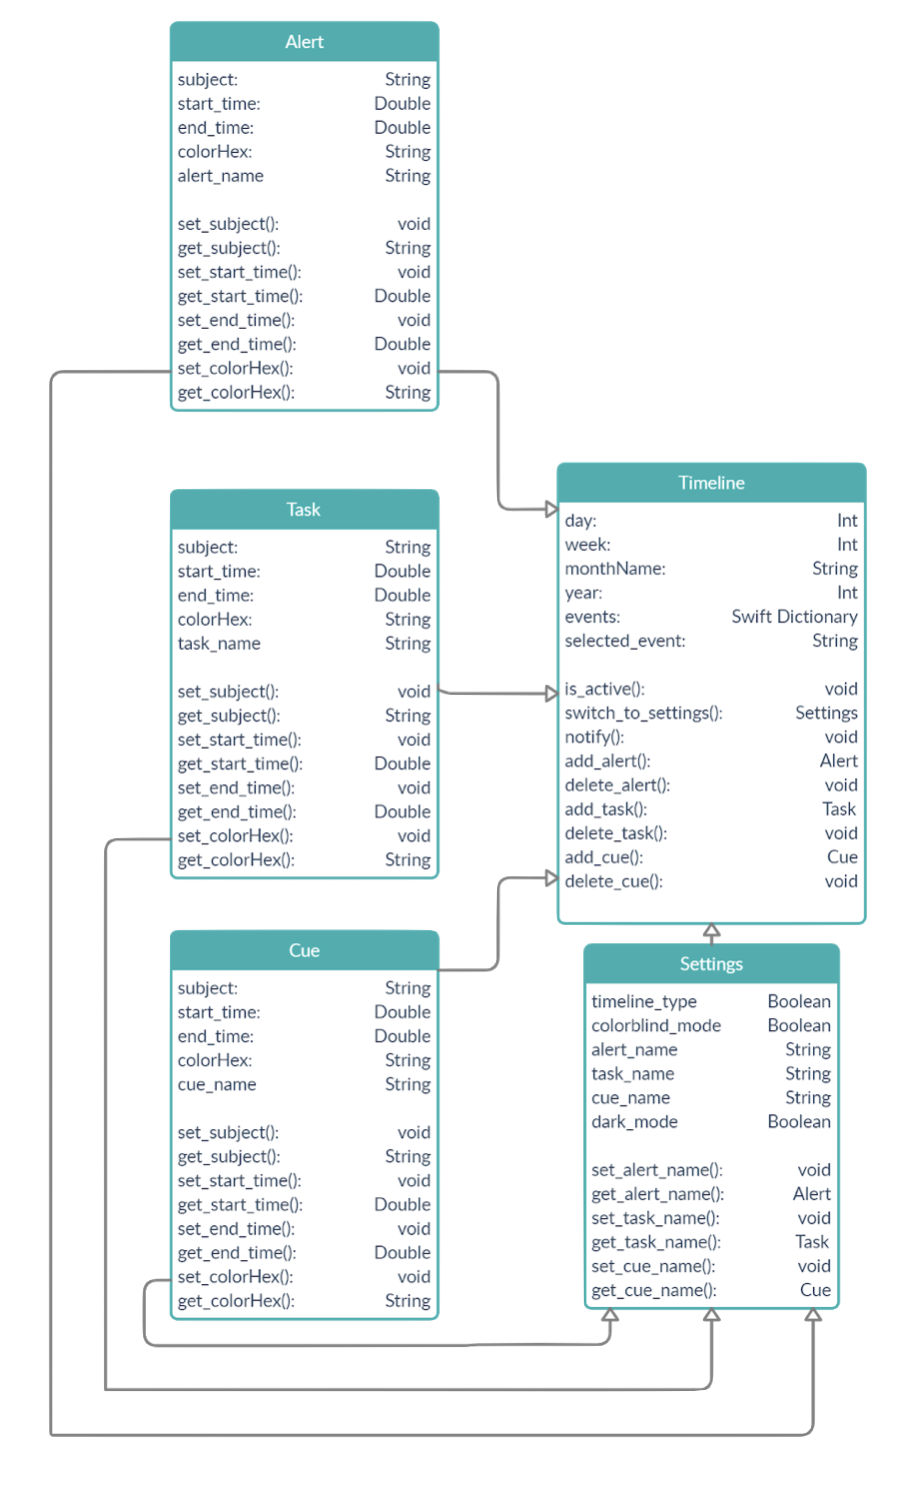 Alert
subject: String
start_time: Double
end_time: Double
colorHex: String
alert_name String
set_subject(): void
get_subject(): String
set_start_time(): void
get_start_time(): Double
set_end_time(): void
get_end_time(): Double
set_colorHex(): void
get_colorHex(): String
Task
subject: String
start_time: Double
end_time: Double
colorHex: String
task_name String
set_subject(): void
get_subject(): String
set_start_time(): void
get_start_time(): Double
set_end_time(): void
get_end_time(): Double
set_colorHex(): void
get_colorHex(): String
Cue
subject: String
start_time: Double
end_time: Double
colorHex: String
cue_name String
set_subject(): void
get_subject(): String
set_start_time(): void
get_start_time(): Double
set_end_time(): void
get_end_time(): Double
set_colorHex(): void
get_colorHex(): String
Timeline
day: Int
week: Int
monthName: String
year: Int
events: Swift Dictionary
selected_event: String
is_active(): void
switch_to_settings(): Settings
notify(): void
add_alert(): Alert
delete_alert(): void
add_task(): Task
delete_task(): void
add_cue(): Cue
delete_cue(): void
Settings
timeline_type Boolean
colorblind_mode Boolean
alert_name String
task_name String
cue_name String
dark_mode Boolean
set_alert_name(): void
get_alert_name(): Alert
set_task_name(): void
get_task_name(): Task
set_cue_name(): void
get_cue_name(): Cue